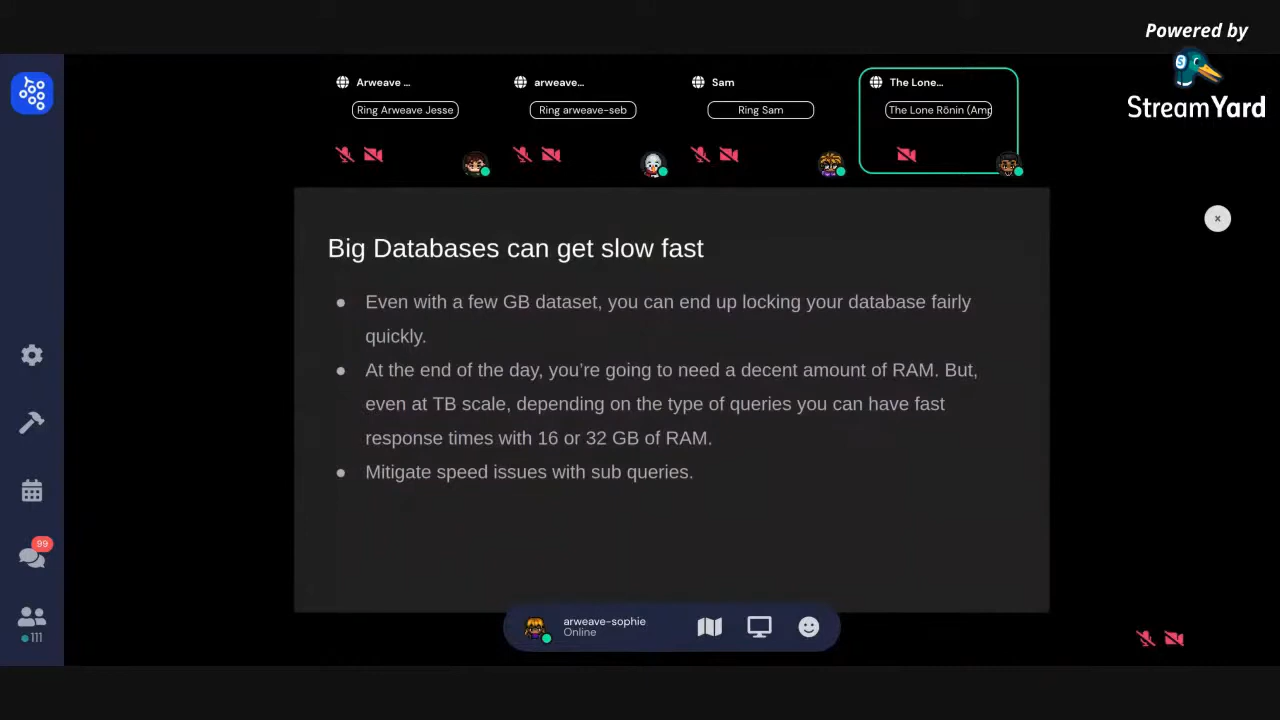 Powered by
StreamYard
Arweave ...
Ring Arweave Jesse
arweave...
Ring arweave-seb
Sam
Ring Sam
The Lone...
The Lone Rōnin (Amp
Big Databases can get slow fast
● Even with a few GB dataset, you can end up locking your database fairly
quickly.
● At the end of the day, you’re going to need a decent amount of RAM. But,
even at TB scale, depending on the type of queries you can have fast
response times with 16 or 32 GB of RAM.
● Mitigate speed issues with sub queries.
99
111
arweave-sophie
Online